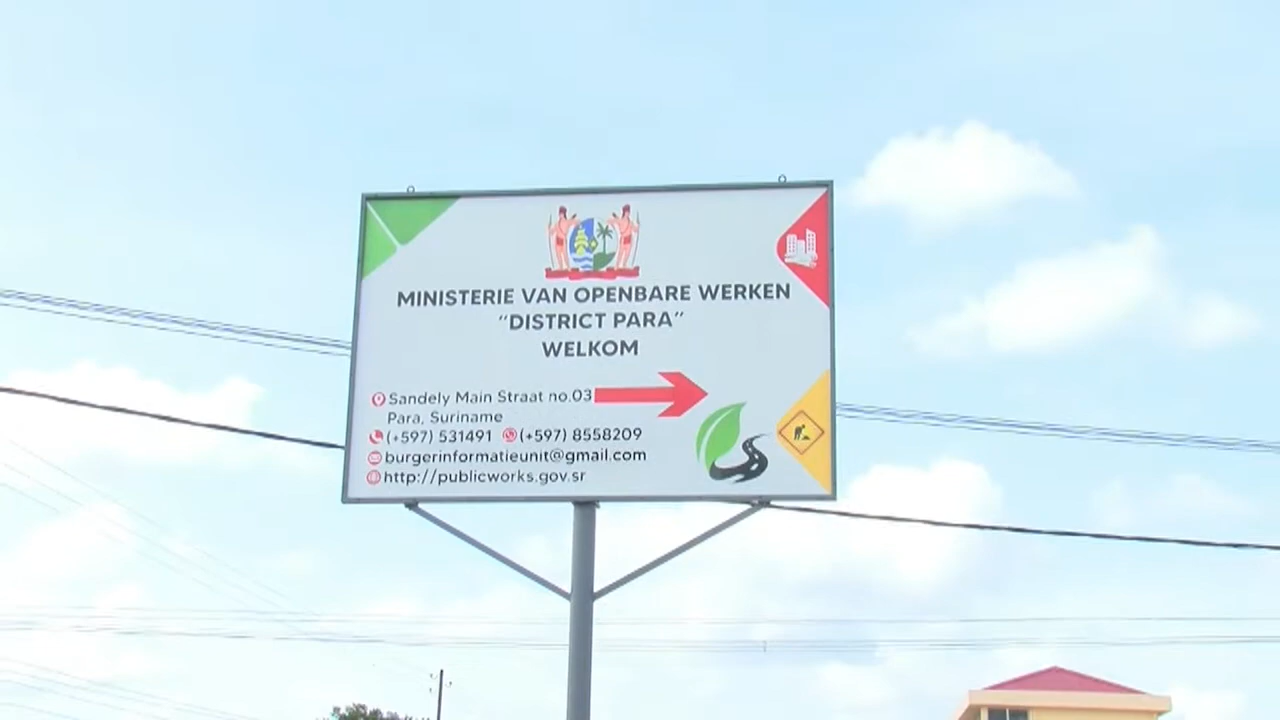 MINISTERIE VAN OPENBARE WERKEN
"DISTRICT PARA"
WELKOM
Sandely Main Straat no.03
Para, Suriname
(+597) 531491 (+597) 8558209
burgerinformatieunit@gmail.com
http://publicworks.gov.sr